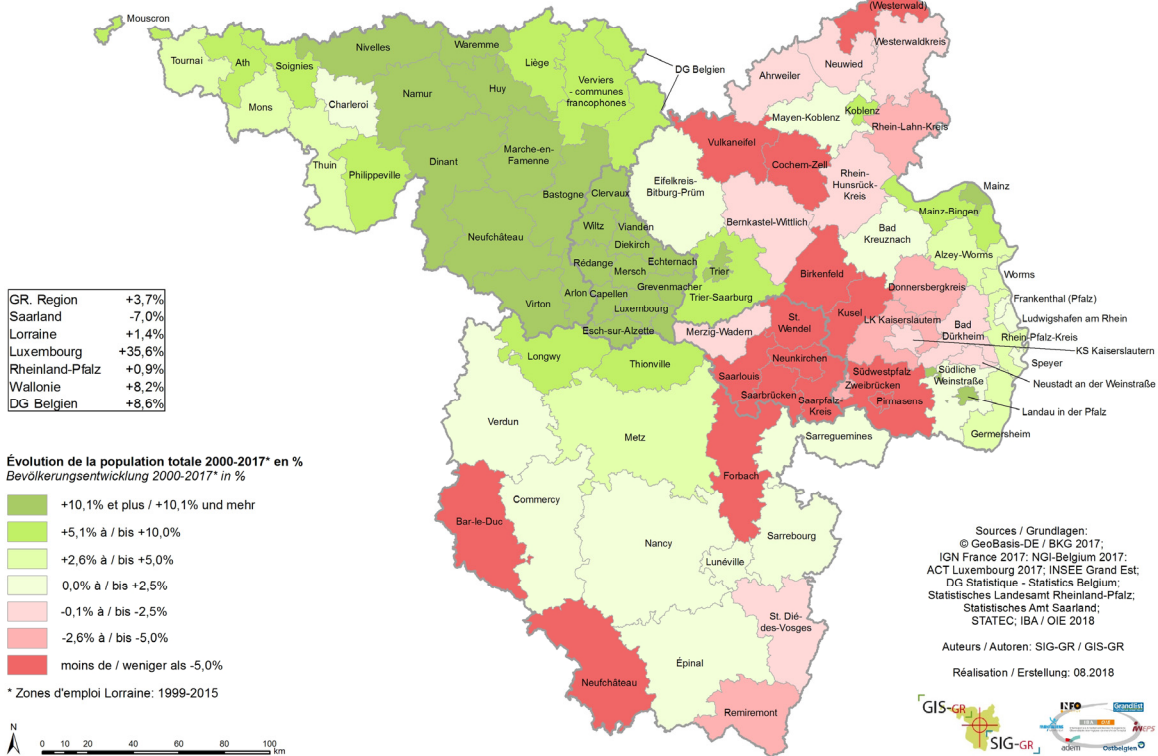 (Westerwald)
Mouscron
Nivelles
Waremme
Westerwaldkreis
Tournai
Ath
Soignies
Liège
Neuwied
DG Belgien
Ahrweiler
Namur
Huy
Verviers
- communes
francophones
Mons
Charleroi
Mayen-Koblenz
Koblenz
Rhein-Lahn-Kreis
Vulkaneifel
Marche-en-
Famenne
Dinant
Cochem-Zell
Thuin
Philippeville
Rhein-
Hunsrück-
Kreis
Eifelkreis-
Bitburg-Prüm
Mainz
Bastogne
Clervaux
Mainz-Bingen
Bernkastel-Wittlich
Wiltz
Vianden
Bad
Kreuznach
Neufchâteau
Diekirch
Alzey-Worms
Rédange
Echternach
Mersch
Trier
Birkenfeld
Worms
Grevenmacher
Donnersbergkreis
Arlon
Capellen
Trier-Saarburg
Frankenthal (Pfalz)
Virton
Luxembourg
Kusel
Ludwigshafen am Rhein
St.
Wendel
LK Kaiserslautern
Esch-sur-Alzette
Merzig-Wadern
Bad
Dürkheim
Rhein-Pfalz-Kreis
KS Kaiserslautern
Longwy
Thionville
Neunkirchen
Speyer
Saarlouis
Südwestpfalz
Zweibrücken
Südliche
Weinstraße
Neustadt an der Weinstraße
Saarbrücken
Saarpfalz-
Kreis
Pirmasens
Landau in der Pfalz
Verdun
Metz
Sarreguemines
Germersheim
Forbach
Commercy
Bar-le-Duc
Nancy
Sarrebourg
Lunéville
St. Dié-
des-Vosges
Épinal
Neufchâteau
Remiremont
GR. Region +3,7%
Saarland -7,0%
Lorraine +1,4%
Luxembourg +35,6%
Rheinland-Pfalz +0,9%
Wallonie +8,2%
DG Belgien +8,6%
Évolution de la population totale 2000-2017* en %
Bevölkerungsentwicklung 2000-2017* in %
+10,1% et plus / +10,1% und mehr
+5,1% à / bis +10,0%
+2,6% à / bis +5,0%
0,0% à / bis +2,5%
-0,1% à / bis -2,5%
-2,6% à / bis -5,0%
moins de / weniger als -5,0%
* Zones d'emploi Lorraine: 1999-2015
N
0 10 20 40 60 80 100
km
Sources / Grundlagen:
© GeoBasis-DE / BKG 2017;
IGN France 2017; NGI-Belgium 2017;
ACT Luxembourg 2017; INSEE Grand Est;
DG Statistique - Statistics Belgium;
Statistisches Landesamt Rheinland-Pfalz;
Statistisches Amt Saarland;
STATEC; IBA / OIE 2018
Auteurs / Autoren: SIG-GR / GIS-GR
Réalisation / Erstellung: 08.2018
GIS-GR
SIG-GR
INFO
GrandEst
IBA OIE
adem
Ostbelgien